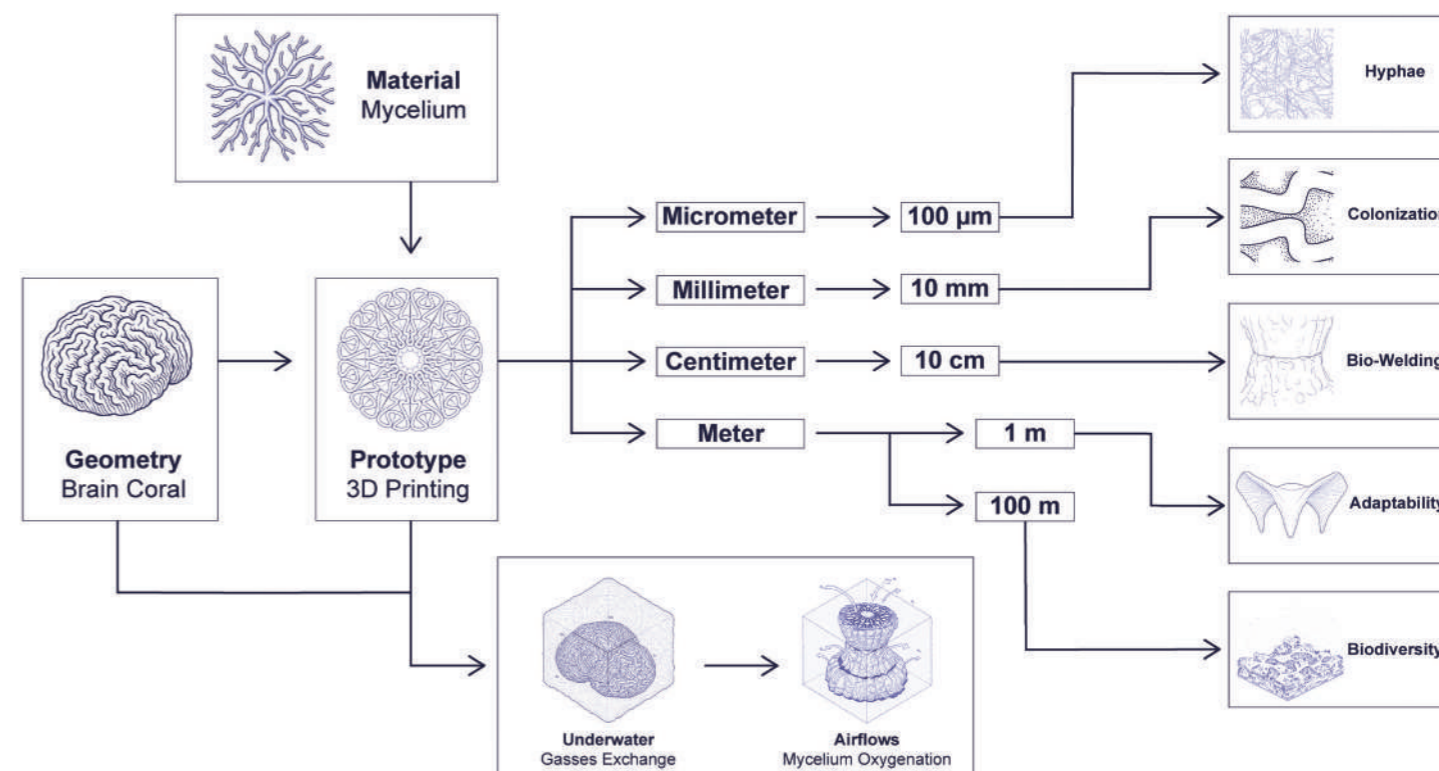 Material
Mycelium
Hyphae
Micrometer
100 µm
Colonization
Millimeter
10 mm
Centimeter
10 cm
Bio-Welding
Meter
1 m
Geometry
Brain Coral
Prototype
3D Printing
100 m
Adaptability
Biodiversity
Underwater
Gasses Exchange
Airflows
Mycelium Oxygenation